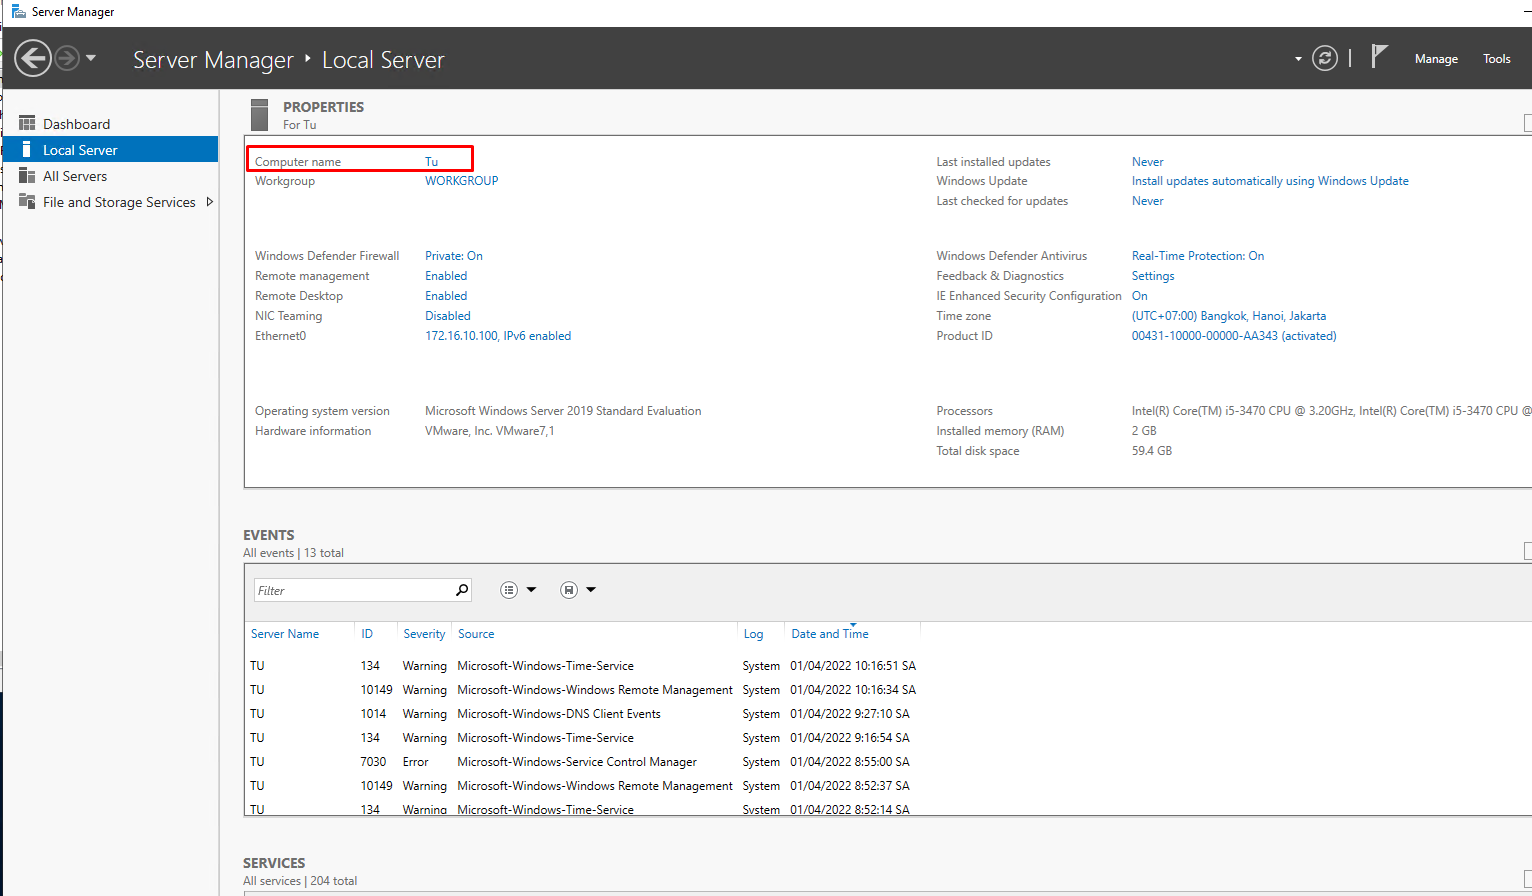 Server Manager
Server Manager ‣ Local Server
Manage Tools
Dashboard
Local Server
All Servers
File and Storage Services
PROPERTIES
For Tu
Computer name Tu
Workgroup WORKGROUP
Last installed updates Never
Windows Update Install updates automatically using Windows Update
Last checked for updates Never
Windows Defender Firewall Private: On
Remote management Enabled
Remote Desktop Enabled
NIC Teaming Disabled
Ethernet0 172.16.10.100, IPv6 enabled
Windows Defender Antivirus Real-Time Protection: On
Feedback & Diagnostics Settings
IE Enhanced Security Configuration On
Time zone (UTC+07:00) Bangkok, Hanoi, Jakarta
Product ID 00431-10000-00000-AA343 (activated)
Operating system version Microsoft Windows Server 2019 Standard Evaluation
Hardware information VMware, Inc. VMware7,1
Processors Intel(R) Core(TM) i5-3470 CPU @ 3.20GHz, Intel(R) Core(TM) i5-3470 CPU @
Installed memory (RAM) 2 GB
Total disk space 59.4 GB
EVENTS
All events | 13 total
Filter
Server Name ID Severity Source Log Date and Time
TU 134 Warning Microsoft-Windows-Time-Service System 01/04/2022 10:16:51 SA
TU 10149 Warning Microsoft-Windows-Windows Remote Management System 01/04/2022 10:16:34 SA
TU 1014 Warning Microsoft-Windows-DNS Client Events System 01/04/2022 9:27:10 SA
TU 134 Warning Microsoft-Windows-Time-Service System 01/04/2022 9:16:54 SA
TU 7030 Error Microsoft-Windows-Service Control Manager System 01/04/2022 8:55:00 SA
TU 10149 Warning Microsoft-Windows-Windows Remote Management System 01/04/2022 8:52:37 SA
TU 134 Warning Microsoft-Windows-Time-Service System 01/04/2022 8:52:14 SA
SERVICES
All services | 204 total